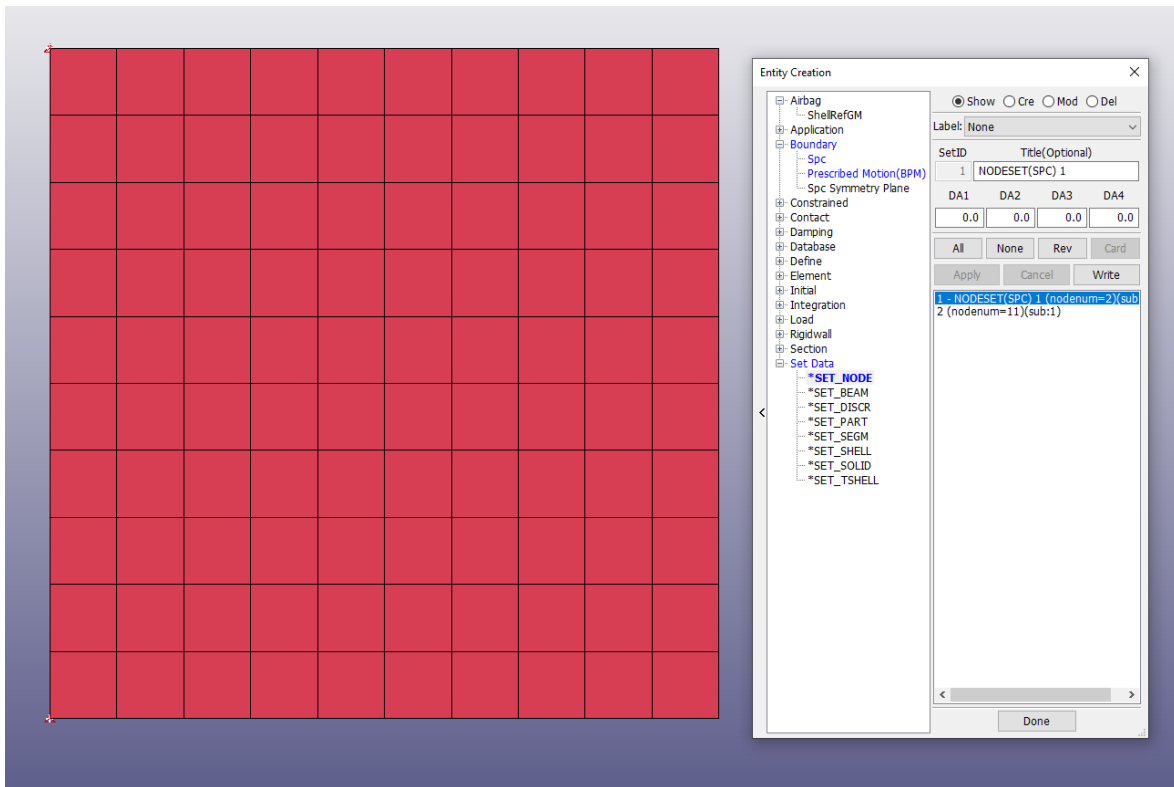 Entity Creation
Airbag
ShellRefGM
Application
Boundary
Spc
Prescribed Motion(BPM)
Spc Symmetry Plane
Constrained
Contact
Damping
Database
Define
Element
Initial
Integration
Load
Rigidwall
Section
Set Data
*SET_NODE
*SET_BEAM
*SET_DISCR
*SET_PART
*SET_SEGM
*SET_SHELL
*SET_SOLID
*SET_TSHELL
Show Cre Mod Del
Label: None
SetID Title(Optional)
1 NODESET(SPC) 1
DA1 DA2 DA3 DA4
0.0 0.0 0.0 0.0
All None Rev Card
Apply Cancel Write
1 - NODESET(SPC) 1 (nodenum=2)(sub
2 (nodenum=11)(sub:1)
Done